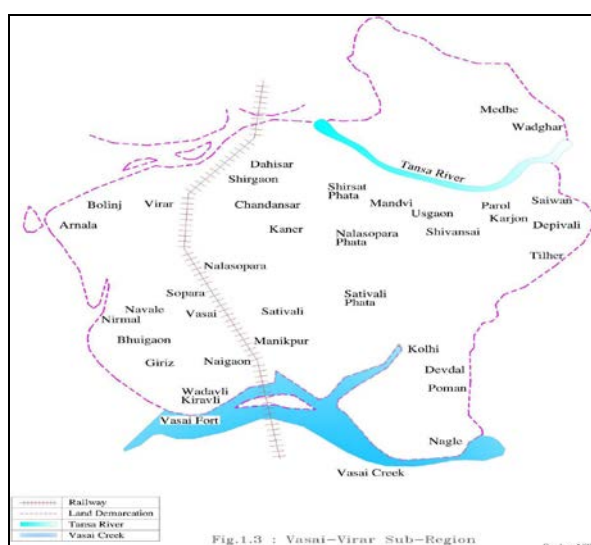 Medhe
Wadghar
Tansa River
Dahisar
Shirgaon
Shirsat
Phata
Mandvi
Usgaon
Parol
Karjon
Saiwan
Depivali
Bolinj
Virar
Chandansar
Arnala
Kaner
Nalasopara
Phata
Shivansai
Tilher
Nalasopara
Sopara
Sativali
Phata
Navale
Nirmal
Vasai
Sativali
Bhuigaon
Manikpur
Kolhi
Giriz
Naigaon
Devdal
Poman
Wadavli
Kiravli
Vasai Fort
Nagle
Vasai Creek
Railway
Land Demarcation
Tansa River
Vasai Creek
Fig.1.3 : Vasai-Virar Sub-Region